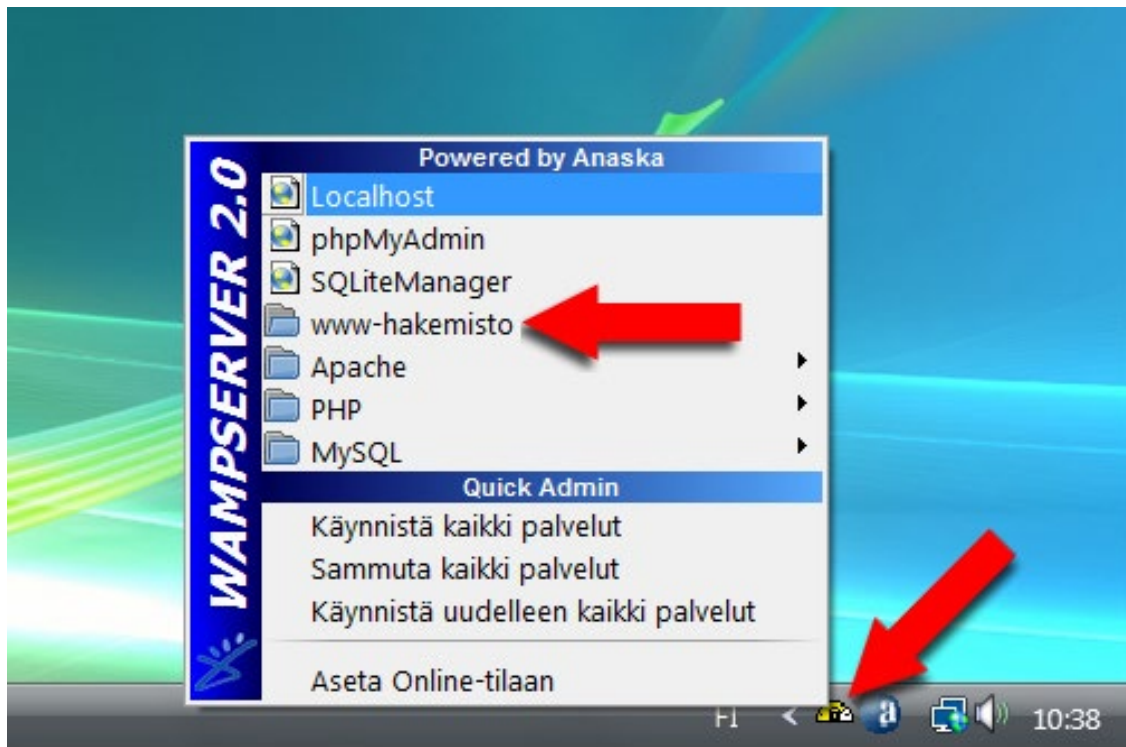 WAMPSERVER 2.0
Powered by Anaska
Localhost
phpMyAdmin
SQLiteManager
www-hakemisto
Apache
PHP
MySQL
Quick Admin
Käynnistä kaikki palvelut
Sammuta kaikki palvelut
Käynnistä uudelleen kaikki palvelut
Aseta Online-tilaan
FI < a 10:38